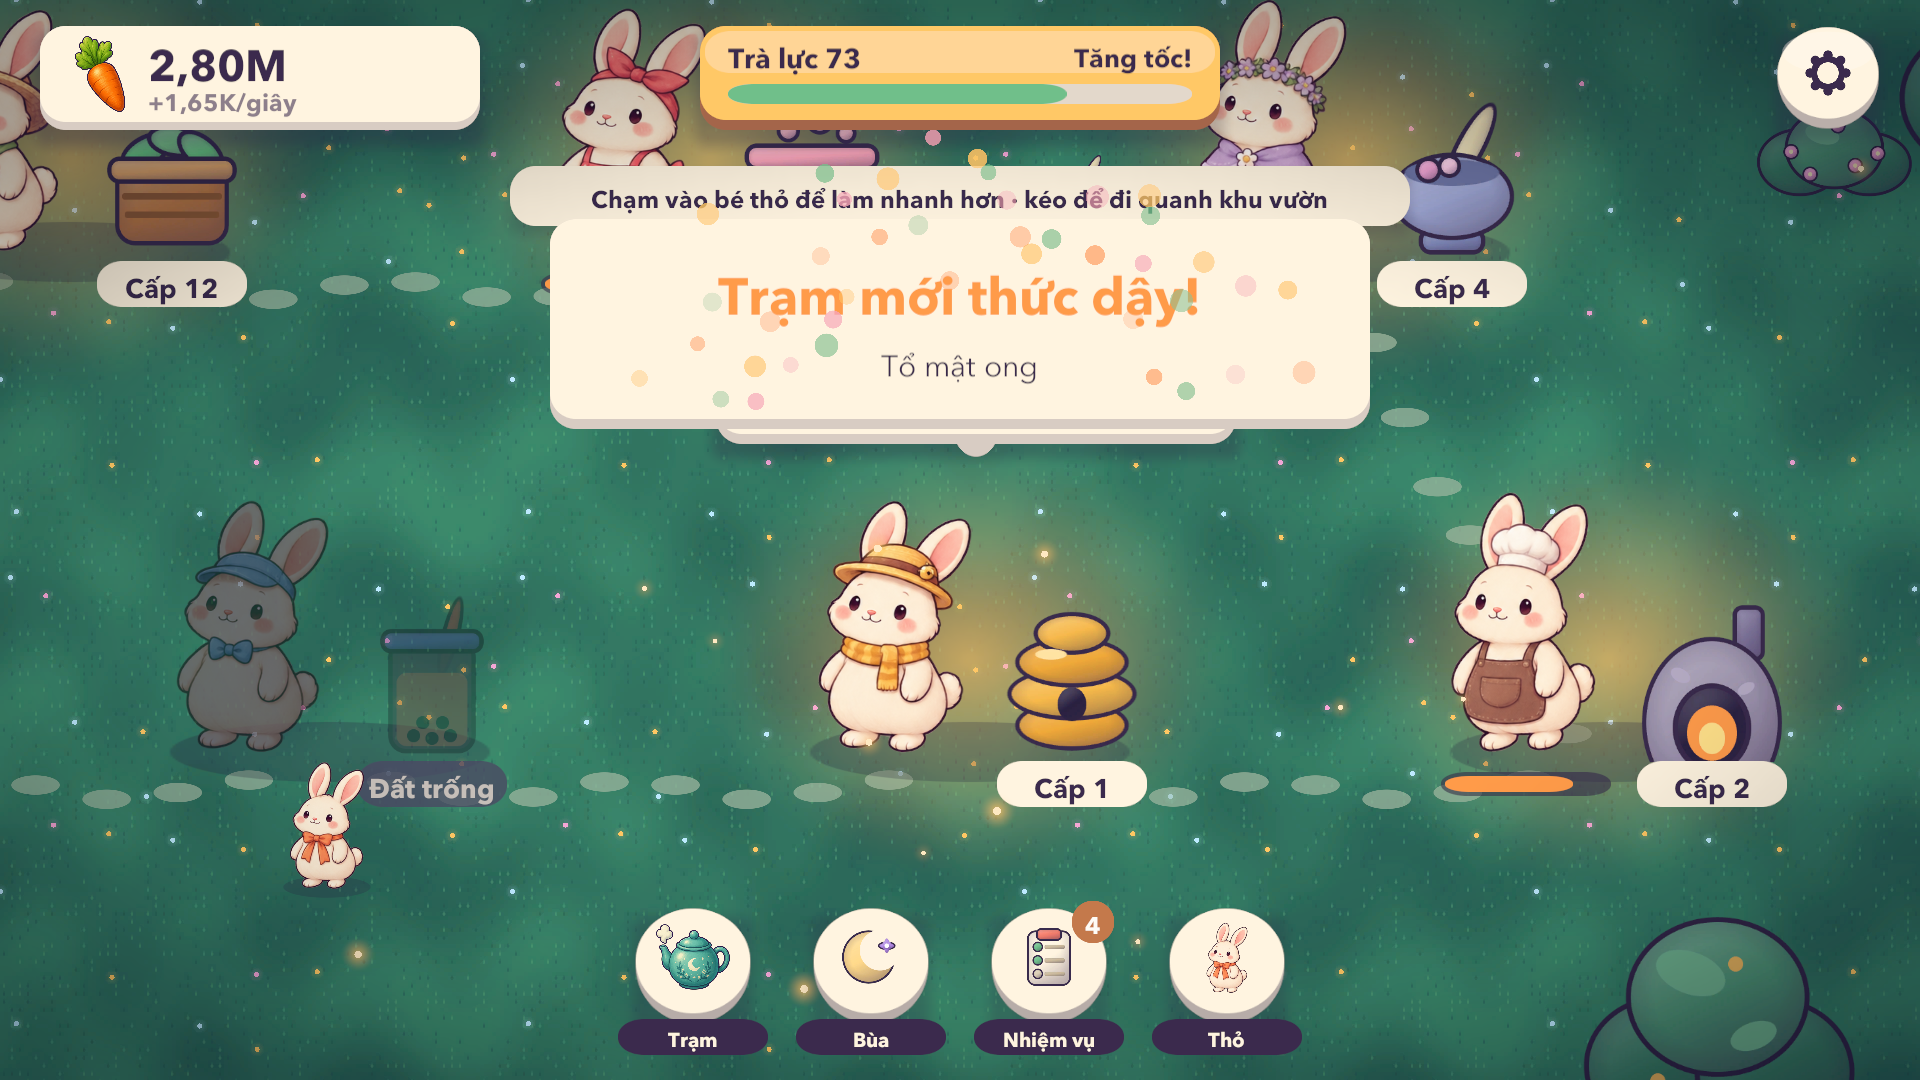 2,80M
+1,65K/giây
Trà lực 73
Tăng tốc!
Chạm vào bé thỏ để làm nhanh hơn · kéo để đi quanh khu vườn
Trạm mới thức dậy!
Tổ mật ong
Cấp 12
Cấp 4
Đất trống
Cấp 1
Cấp 2
4
Trạm
Bùa
Nhiệm vụ
Thỏ